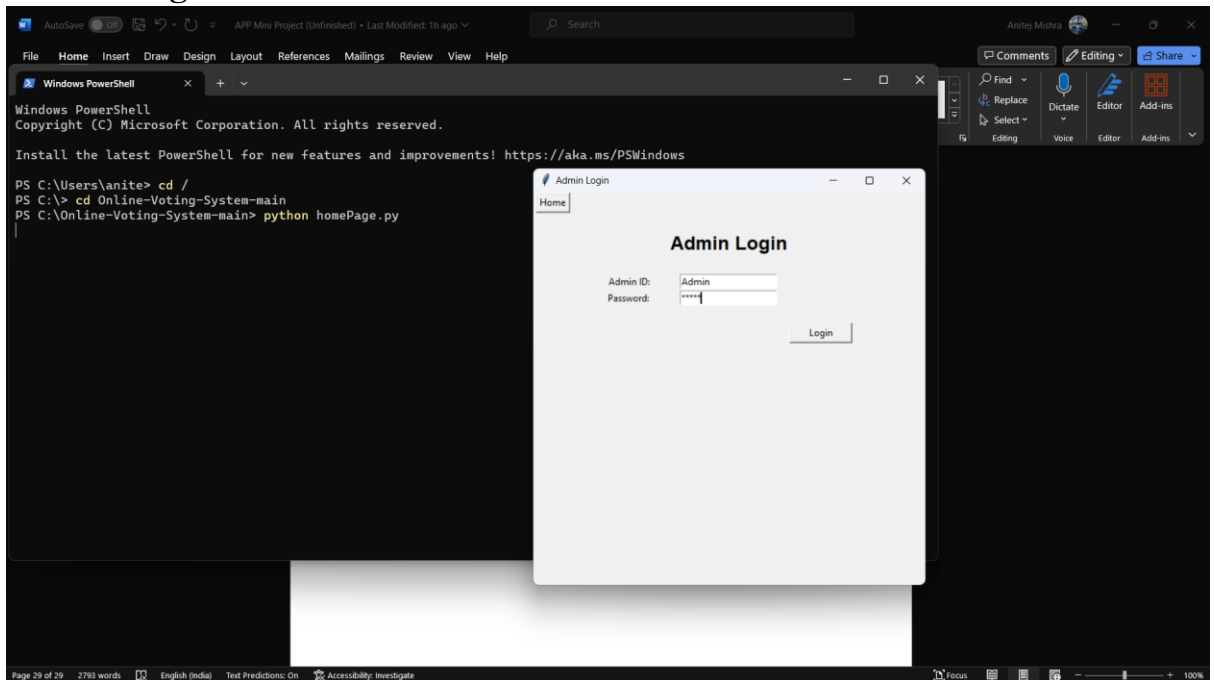 AutoSave Off APP Mini Project (Unfinished) • Last Modified: 1h ago Search Anitej Mishra
File Home Insert Draw Design Layout References Mailings Review View Help Comments Editing Share
Windows PowerShell
Find
Replace
Select
Dictate
Editor
Add-ins
Editing Voice Editor Add-ins
Windows PowerShell
Copyright (C) Microsoft Corporation. All rights reserved.
Install the latest PowerShell for new features and improvements! https://aka.ms/PSWindows
PS C:\Users\anite> cd /
PS C:\> cd Online-Voting-System-main
PS C:\Online-Voting-System-main> python homePage.py
Admin Login
Home
Admin Login
Admin ID: Admin
Password: *****
Login
Page 29 of 29 2793 words English (India) Text Predictions: On Accessibility: Investigate Focus 100%